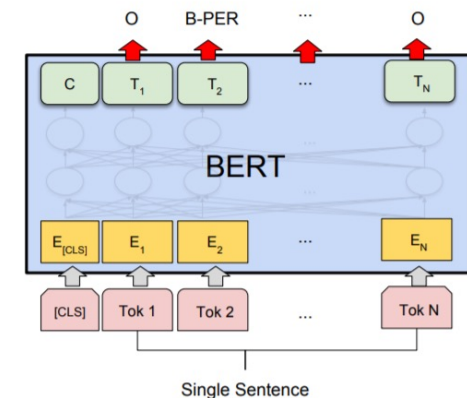 O B-PER ... O
C T1 T2 ... TN
BERT
E[CLS] E1 E2 ... EN
[CLS] Tok 1 Tok 2 ... Tok N
Single Sentence